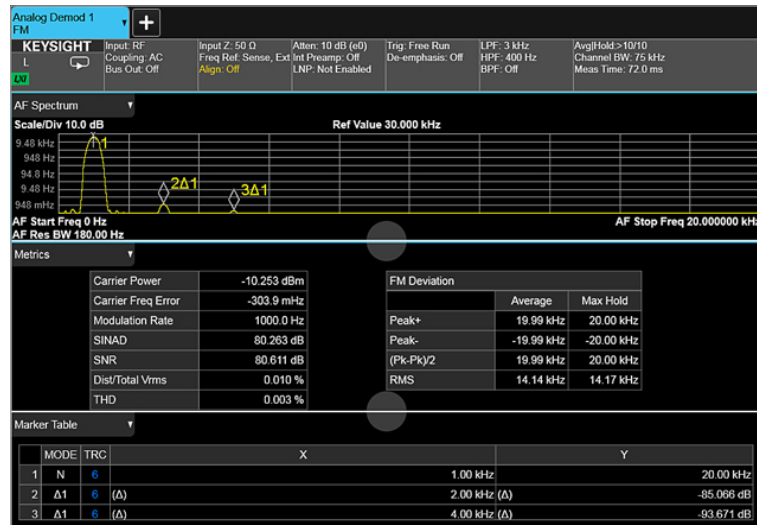 Analog Demod 1
FM
KEYSIGHT Input: RF Input Z: 50 Ω Atten: 10 dB (e0) Trig: Free Run LPF: 3 kHz Avg|Hold:>10/10
L Coupling: AC Freq Ref: Sense, Ext Int Preamp: Off De-emphasis: Off HPF: 400 Hz Channel BW: 75 kHz
LXI Bus Out: Off Align: Off LNP: Not Enabled BPF: Off Meas Time: 72.0 ms
AF Spectrum
Scale/Div 10.0 dB Ref Value 30.000 kHz
9.48 kHz 1
948 Hz
94.8 Hz
9.48 Hz 2Δ1 3Δ1
948 mHz
AF Start Freq 0 Hz AF Stop Freq 20.000000 kHz
AF Res BW 180.00 Hz
Metrics
Carrier Power -10.253 dBm FM Deviation
Carrier Freq Error -303.9 mHz Average Max Hold
Modulation Rate 1000.0 Hz Peak+ 19.99 kHz 20.00 kHz
SINAD 80.263 dB Peak- -19.99 kHz -20.00 kHz
SNR 80.611 dB (Pk-Pk)/2 19.99 kHz 20.00 kHz
Dist/Total Vrms 0.010 % RMS 14.14 kHz 14.17 kHz
THD 0.003 %
Marker Table
MODE TRC X Y
1 N 6 1.00 kHz 20.00 kHz
2 Δ1 6 (Δ) 2.00 kHz (Δ) -85.066 dB
3 Δ1 6 (Δ) 4.00 kHz (Δ) -93.671 dB